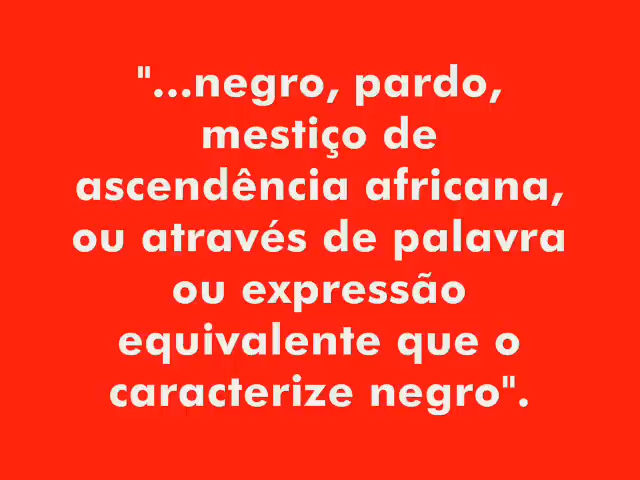 "...negro, pardo,
mestiço de
ascendência africana,
ou através de palavra
ou expressão
equivalente que o
caracterize negro".